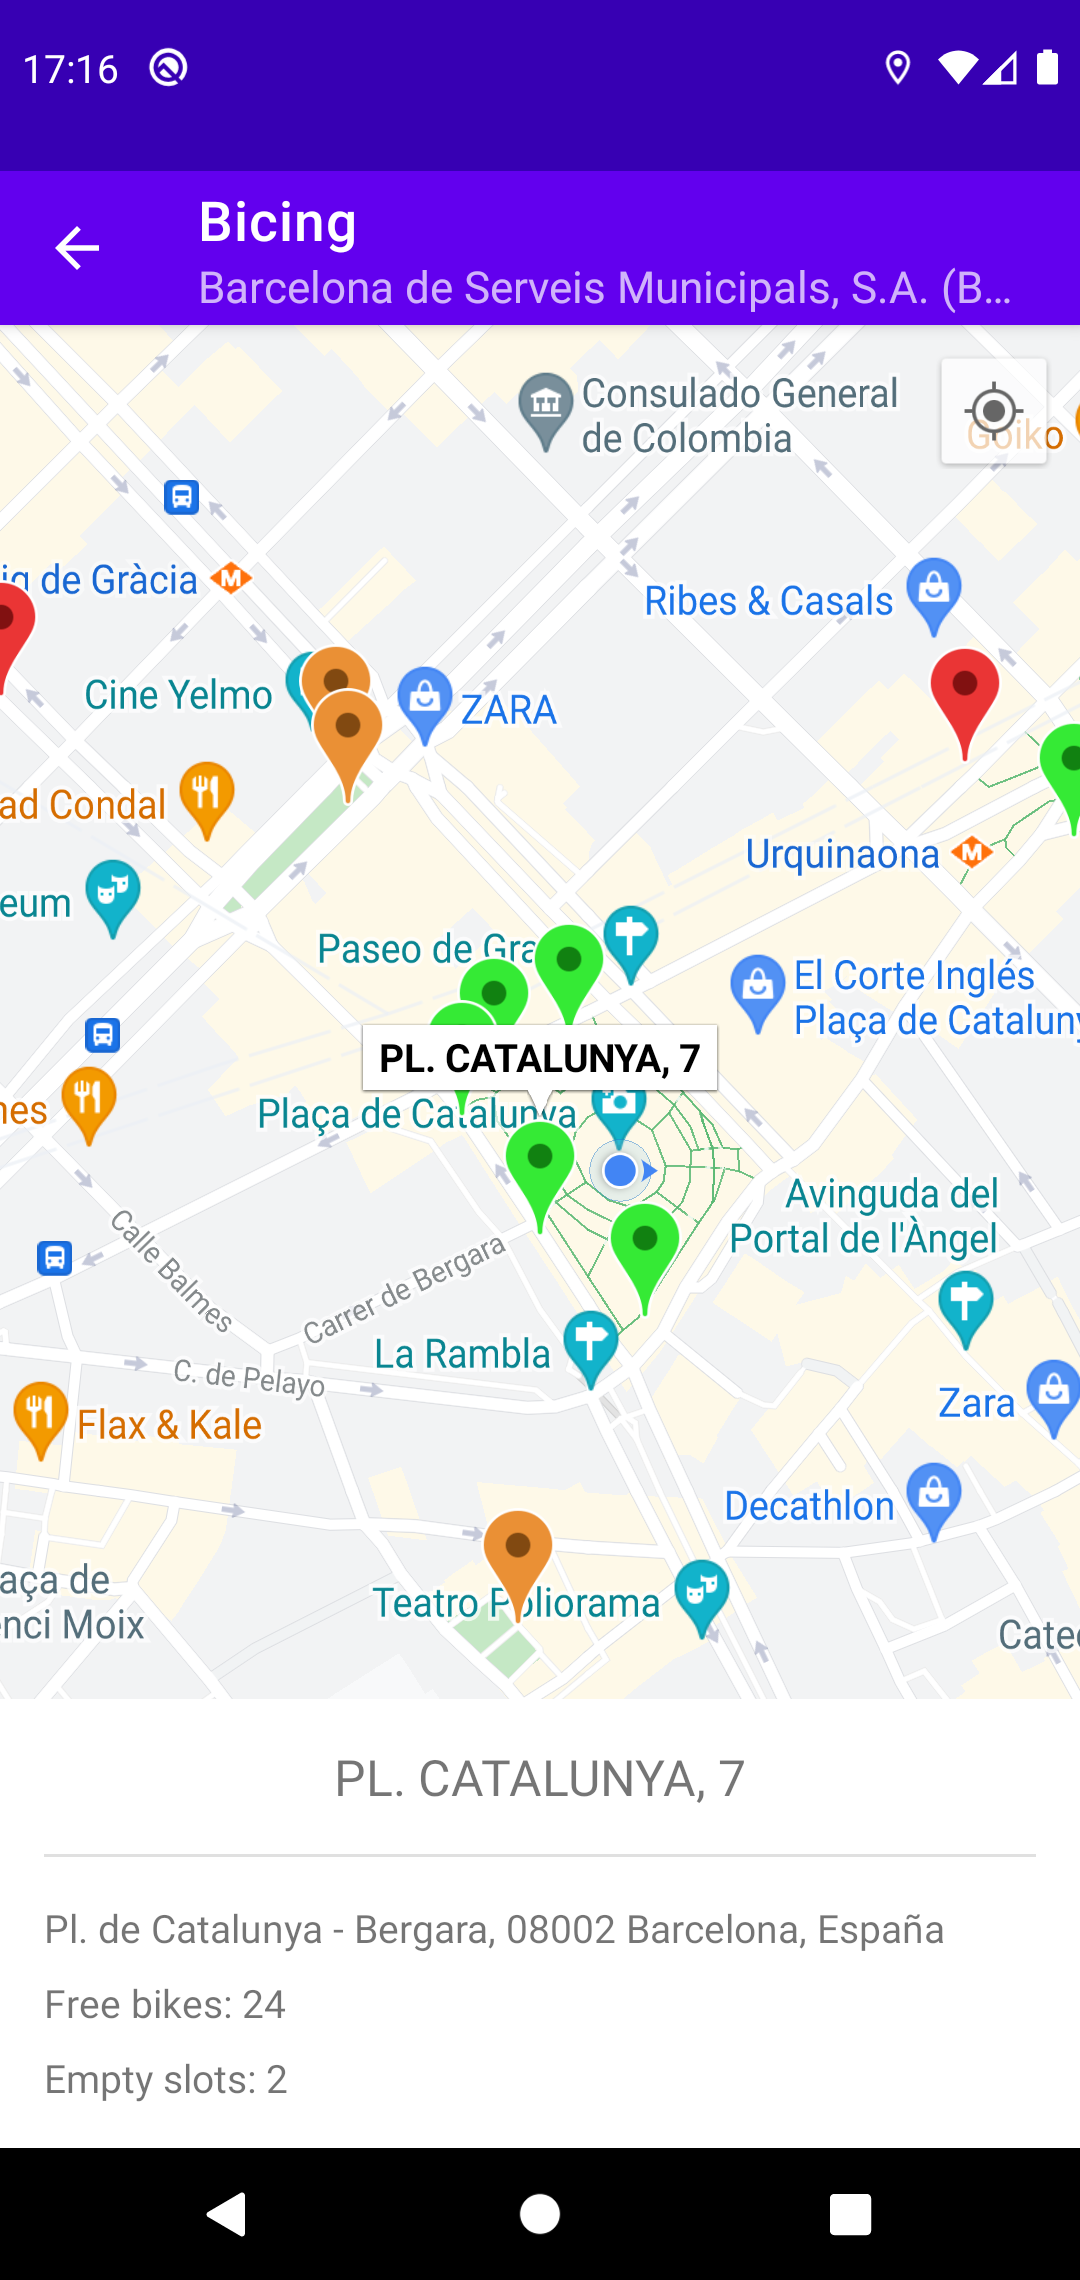 17:16
Bicing
Barcelona de Serveis Municipals, S.A. (B...
Consulado General
de Colombia
Goiko
ig de Gràcia
Ribes & Casals
Cine Yelmo
ZARA
ad Condal
Urquinaona
eum
Paseo de Gra
El Corte Inglés
Plaça de Cataluny
PL. CATALUNYA, 7
nes
Plaça de Catalunya
Avinguda del
Portal de l'Àngel
Calle Balmes
Carrer de Bergara
La Rambla
C. de Pelayo
Zara
Flax & Kale
Decathlon
aça de
enci Moix
Teatro Poliorama
Cate
PL. CATALUNYA, 7
Pl. de Catalunya - Bergara, 08002 Barcelona, España
Free bikes: 24
Empty slots: 2